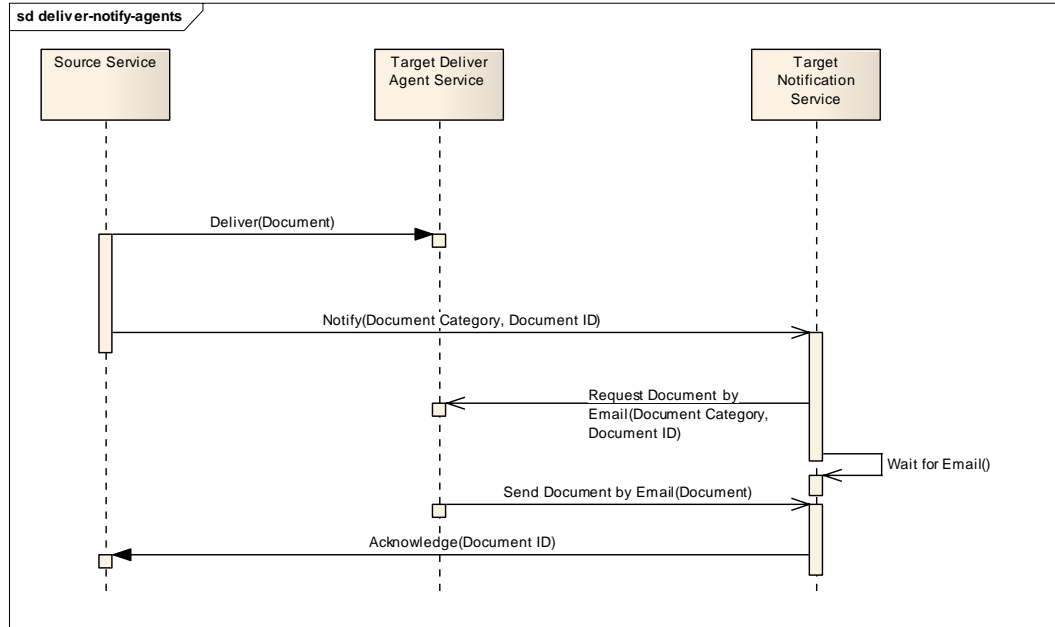 sd deliver-notify-agents
Source Service
Target Deliver
Agent Service
Target
Notification
Service
Deliver(Document)
Notify(Document Category, Document ID)
Request Document by
Email(Document Category,
Document ID)
Wait for Email()
Send Document by Email(Document)
Acknowledge(Document ID)